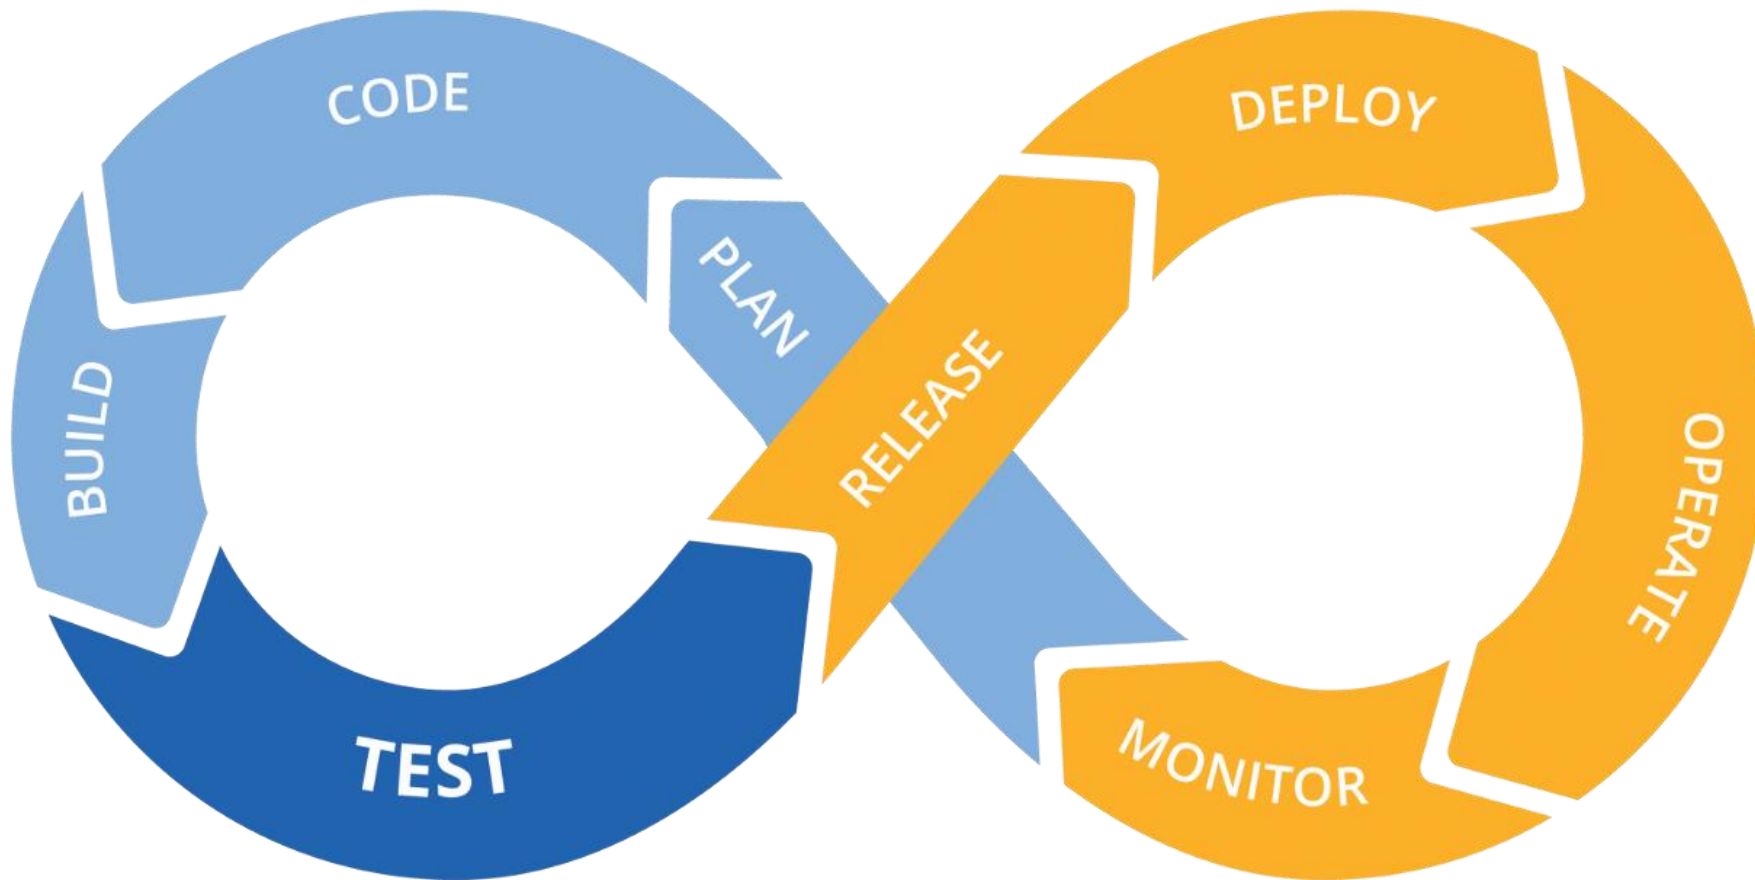 CODE
DEPLOY
PLAN
BUILD
RELEASE
OPERATE
TEST
MONITOR